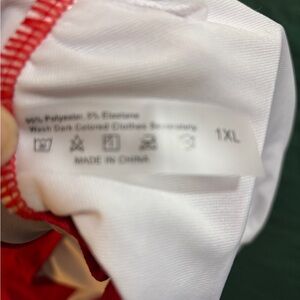 95% Polyester, 5% Elastane
Wash Dark Colored Clothes Separately
1XL
MADE IN CHINA